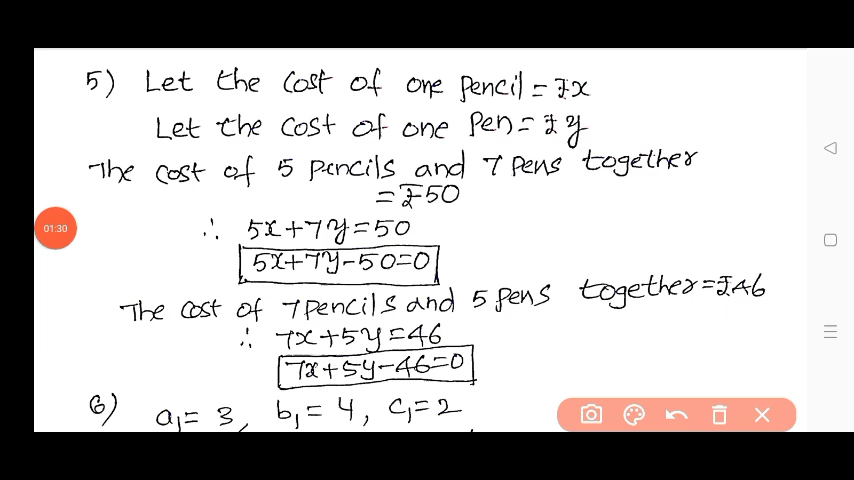 5) Let the cost of one pencil = ₹x
Let the cost of one pen = ₹y
The cost of 5 pencils and 7 pens together
= ₹50
∴ 5x+7y=50
5x+7y-50=0
The cost of 7 pencils and 5 pens together=₹46
∴ 7x+5y=46
7x+5y-46=0
6) a₁= 3, b₁= 4, c₁=2
01:30